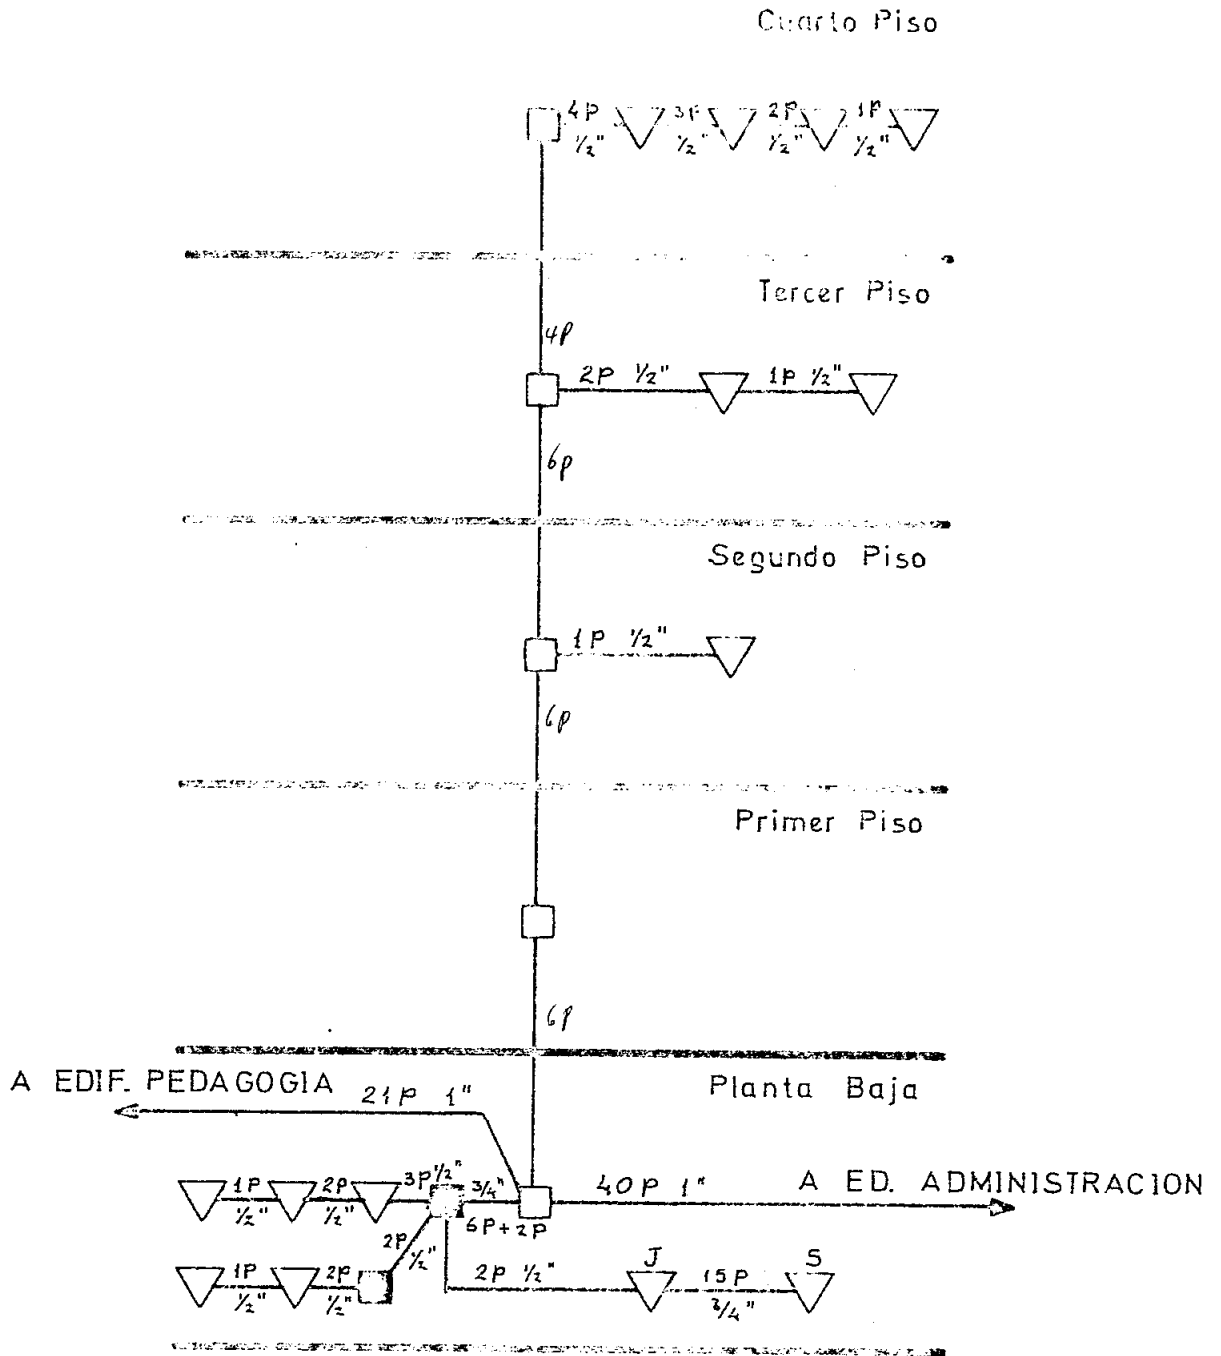 Cuarto Piso
4P 3P 2P 1P
1/2" 1/2" 1/2" 1/2"
Tercer Piso
4P
2P 1/2" 1P 1/2"
6P
Segundo Piso
1P 1/2"
6P
Primer Piso
6P
A EDIF. PEDAGOGIA
21P 1"
Planta Baja
1P 2P 3P 1/2" 3/4" 40P 1" A ED. ADMINISTRACION
1/2" 1/2" 6P+2P
2P 1/2"
1P 2P 2P 1/2" J 15P S
1/2" 1/2" 3/4"